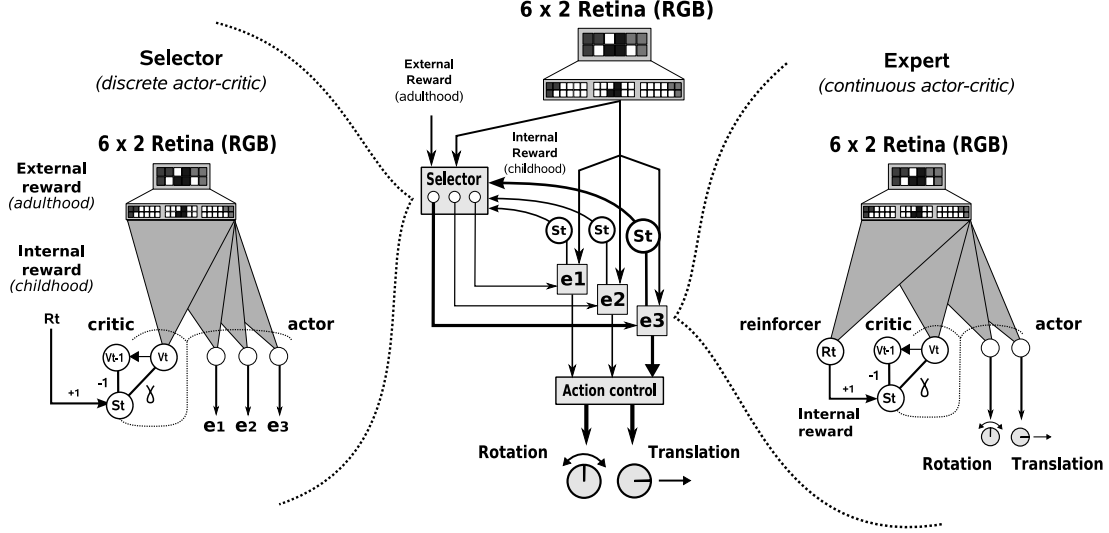 Selector
(discrete actor-critic)
6 x 2 Retina (RGB)
External
reward
(adulthood)
Internal
reward
(childhood)
Rt
critic
actor
Vt-1
Vt
-1
+1
St
γ
e1
e2
e3
6 x 2 Retina (RGB)
External
Reward
(adulthood)
Internal
Reward
(childhood)
Selector
St
St
St
e1
e2
e3
Action control
Rotation
Translation
Expert
(continuous actor-critic)
6 x 2 Retina (RGB)
reinforcer
critic
actor
Rt
Vt-1
Vt
-1
+1
St
γ
Internal
reward
Rotation
Translation